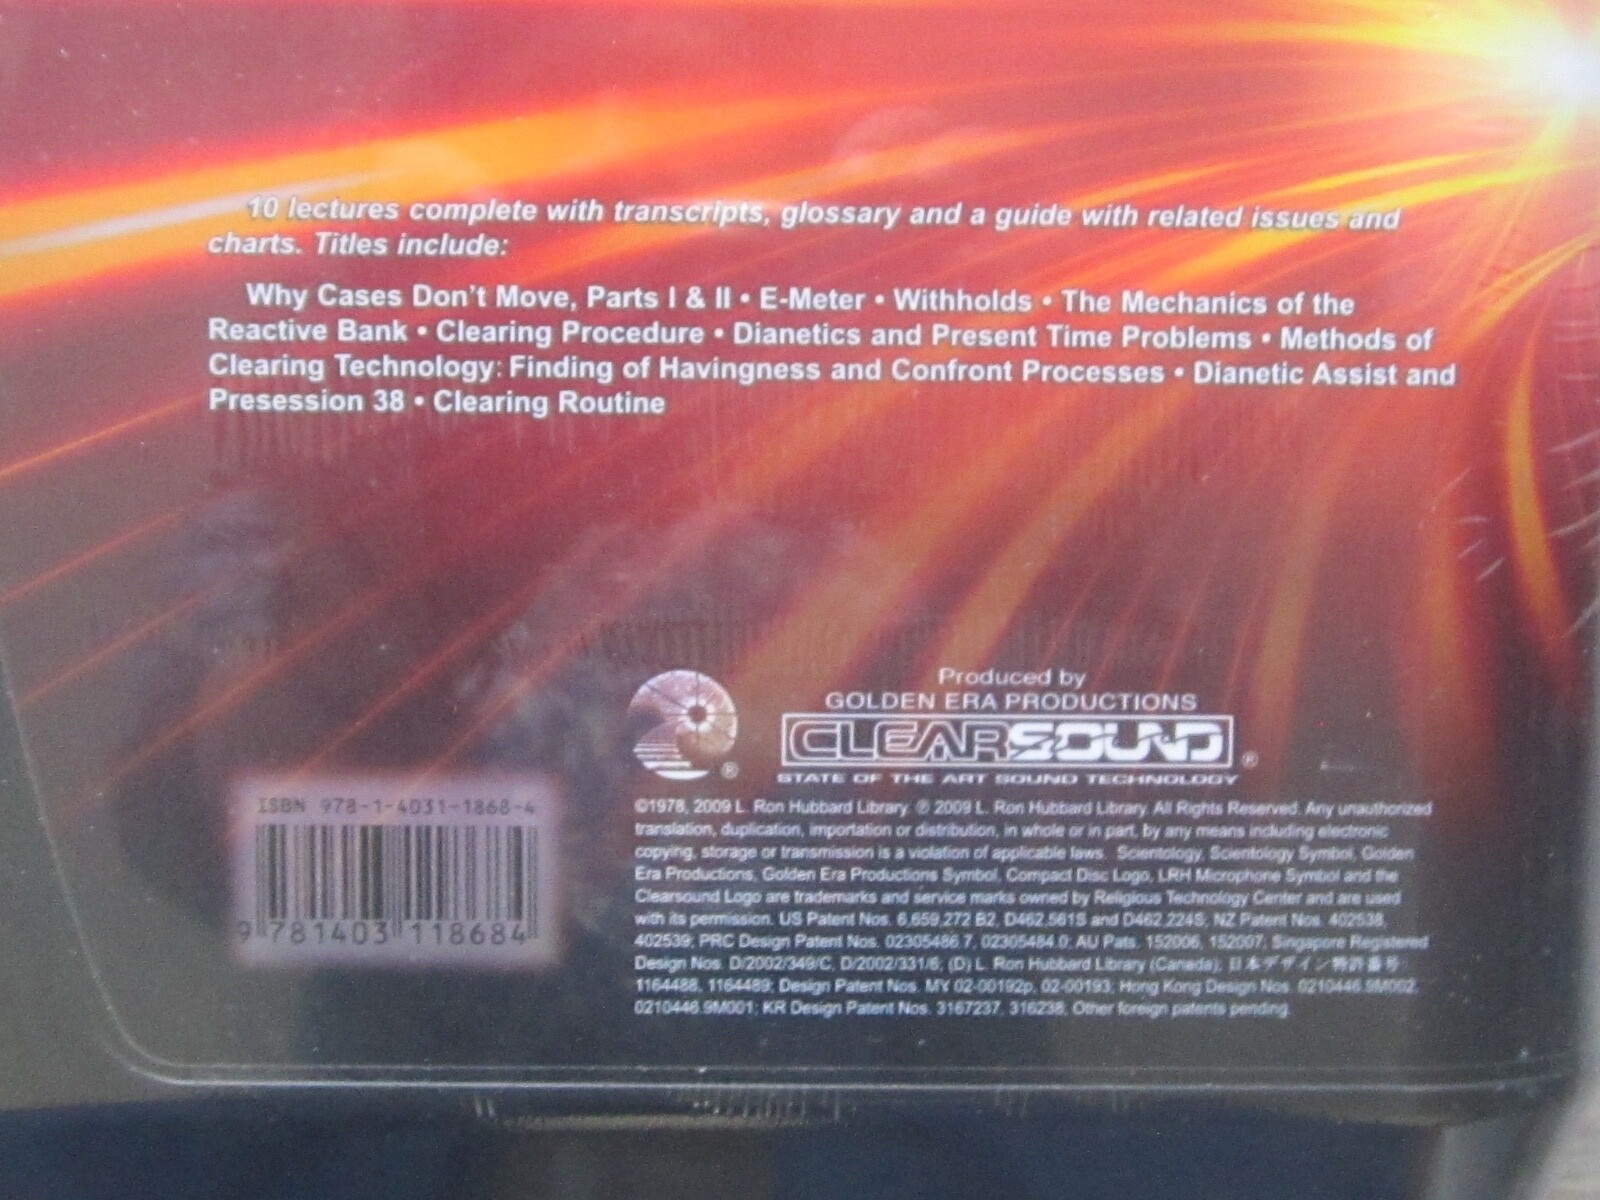 10 lectures complete with transcripts, glossary and a guide with related issues and
charts. Titles include:
Why Cases Don't Move, Parts I & II • E-Meter • Withholds • The Mechanics of the
Reactive Bank • Clearing Procedure • Dianetics and Present Time Problems • Methods of
Clearing Technology: Finding of Havingness and Confront Processes • Dianetic Assist and
Presession 38 • Clearing Routine
Produced by
GOLDEN ERA PRODUCTIONS
CLEARSOUND®
STATE OF THE ART SOUND TECHNOLOGY
®
ISBN 978-1-4031-1868-4
9 781403 118684
©1978, 2009 L. Ron Hubbard Library. ℗ 2009 L. Ron Hubbard Library. All Rights Reserved. Any unauthorized
translation, duplication, importation or distribution, in whole or in part, by any means including electronic
copying, storage or transmission is a violation of applicable laws. Scientology, Scientology Symbol, Golden
Era Productions, Golden Era Productions Symbol, Compact Disc Logo, LRH Microphone Symbol and the
Clearsound Logo are trademarks and service marks owned by Religious Technology Center and are used
with its permission. US Patent Nos. 6,659,272 B2, D462,561S and D462,224S; NZ Patent Nos. 402538,
402539; PRC Design Patent Nos. 02305486.7, 02305484.0; AU Pats. 152006, 152007; Singapore Registered
Design Nos. D/2002/349/C, D/2002/331/6; (D) L. Ron Hubbard Library (Canada); 日本デザイン特許番号
1164488, 1164489; Design Patent Nos. MY 02-00192p, 02-00193; Hong Kong Design Nos. 0210446.9M002,
0210446.9M001; KR Design Patent Nos. 3167237, 316238; Other foreign patents pending.